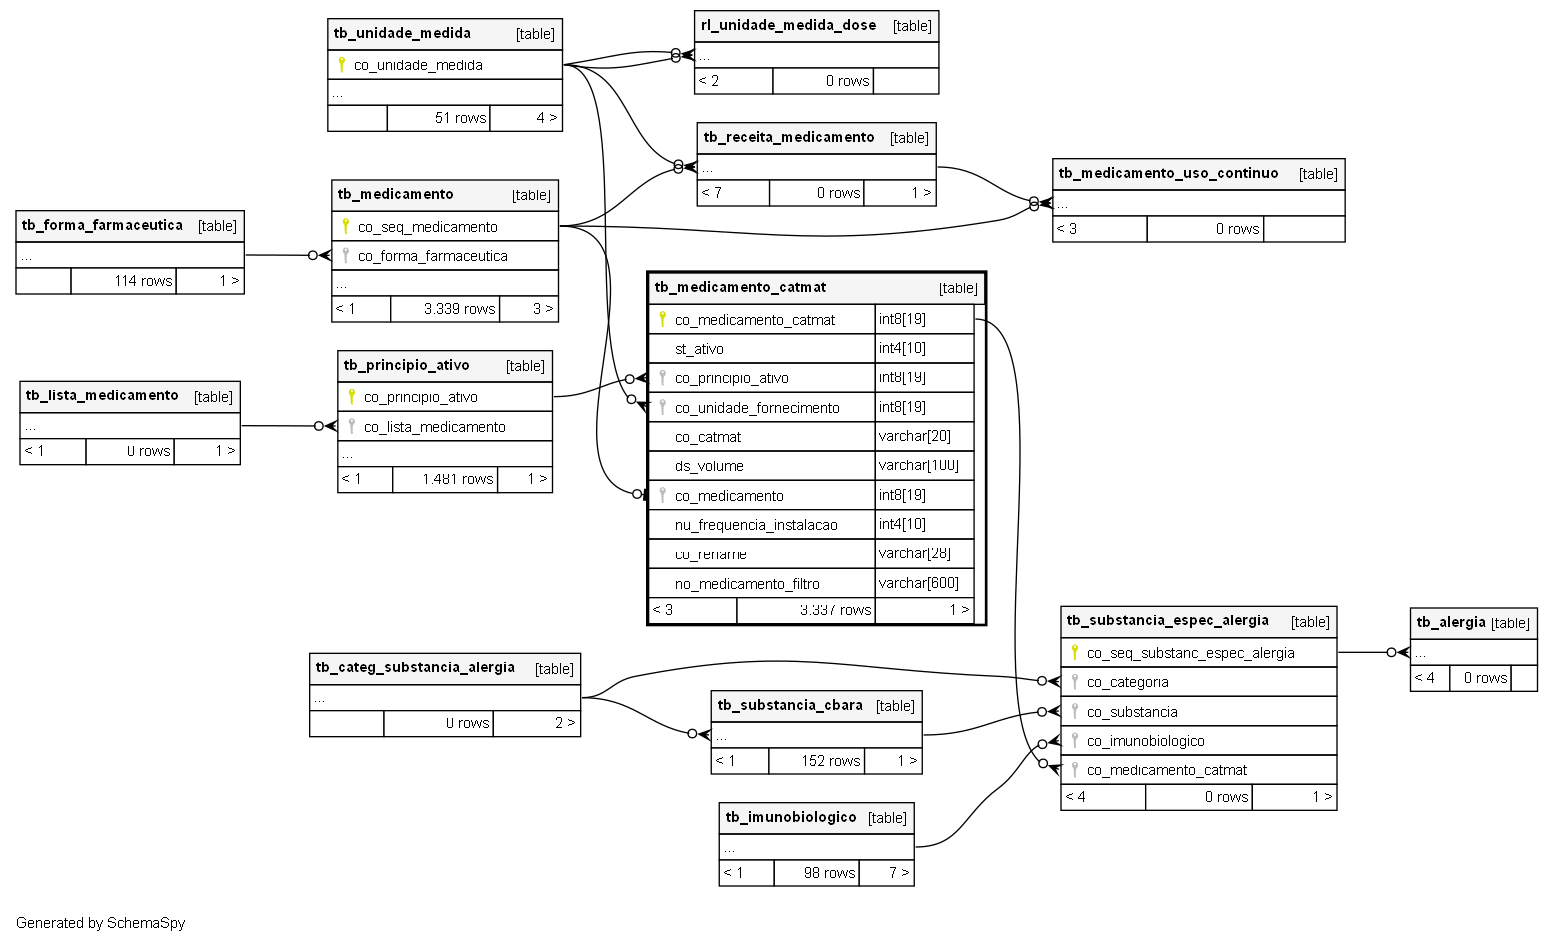 tb_unidade_medida [table]
co_unidade_medida
...
51 rows 4 >
rl_unidade_medida_dose [table]
...
< 2 0 rows
tb_receita_medicamento [table]
...
< 7 0 rows 1 >
tb_medicamento_uso_continuo [table]
...
< 3 0 rows
tb_medicamento [table]
co_seq_medicamento
co_forma_farmaceutica
...
< 1 3.339 rows 3 >
tb_forma_farmaceutica [table]
...
114 rows 1 >
tb_medicamento_catmat [table]
co_medicamento_catmat int8[19]
st_ativo int4[10]
co_principio_ativo int8[19]
co_unidade_fornecimento int8[19]
co_catmat varchar[20]
ds_volume varchar[100]
co_medicamento int8[19]
nu_frequencia_instalacao int4[10]
co_rename varchar[28]
no_medicamento_filtro varchar[600]
< 3 3.337 rows 1 >
tb_principio_ativo [table]
co_principio_ativo
co_lista_medicamento
...
< 1 1.481 rows 1 >
tb_lista_medicamento [table]
...
< 1 0 rows 1 >
tb_categ_substancia_alergia [table]
...
0 rows 2 >
tb_substancia_cbara [table]
...
< 1 152 rows 1 >
tb_imunobiologico [table]
...
< 1 98 rows 7 >
tb_substancia_espec_alergia [table]
co_seq_substanc_espec_alergia
co_categoria
co_substancia
co_imunobiologico
co_medicamento_catmat
< 4 0 rows 1 >
tb_alergia [table]
...
< 4 0 rows
Generated by SchemaSpy